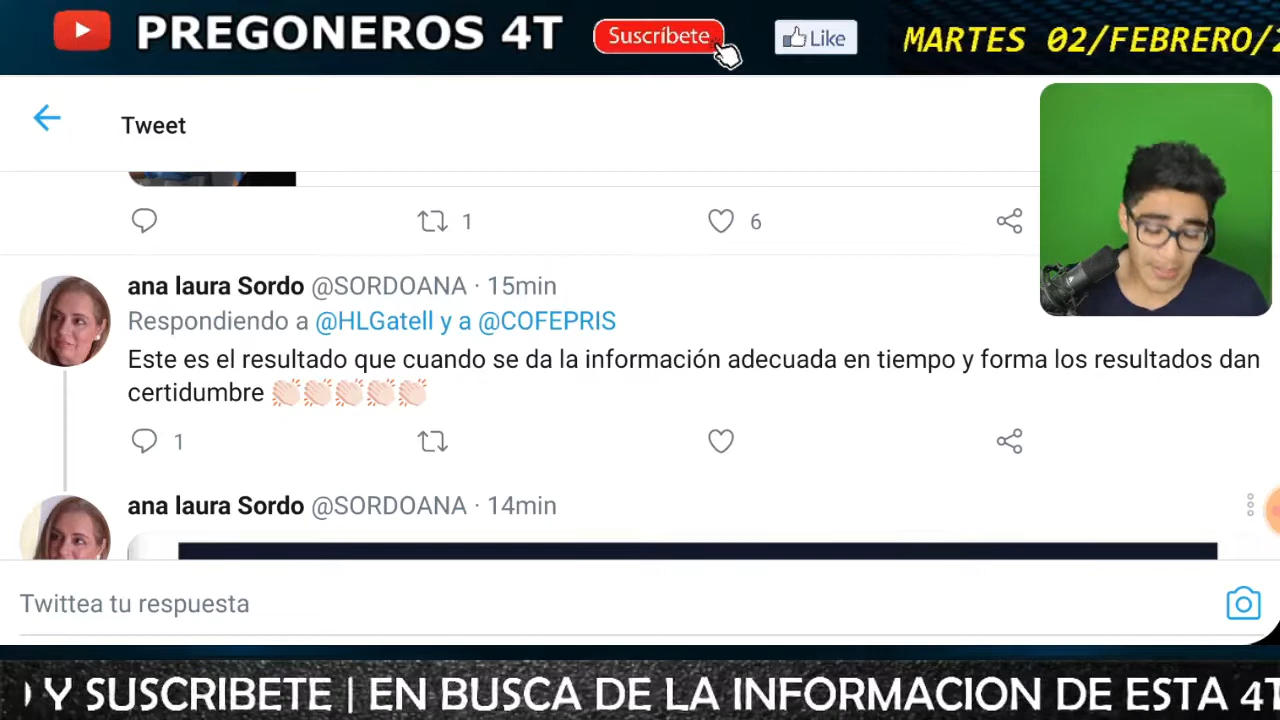 PREGONEROS 4T
Suscríbete
Like
MARTES 02/FEBRERO/2
Tweet
1
6
ana laura Sordo @SORDOANA · 15min
Respondiendo a @HLGatell y a @COFEPRIS
Este es el resultado que cuando se da la información adecuada en tiempo y forma los resultados dan
certidumbre 👏🏻👏🏻👏🏻👏🏻👏🏻
1
ana laura Sordo @SORDOANA · 14min
Twittea tu respuesta
Y SUSCRIBETE | EN BUSCA DE LA INFORMACION DE ESTA 4T